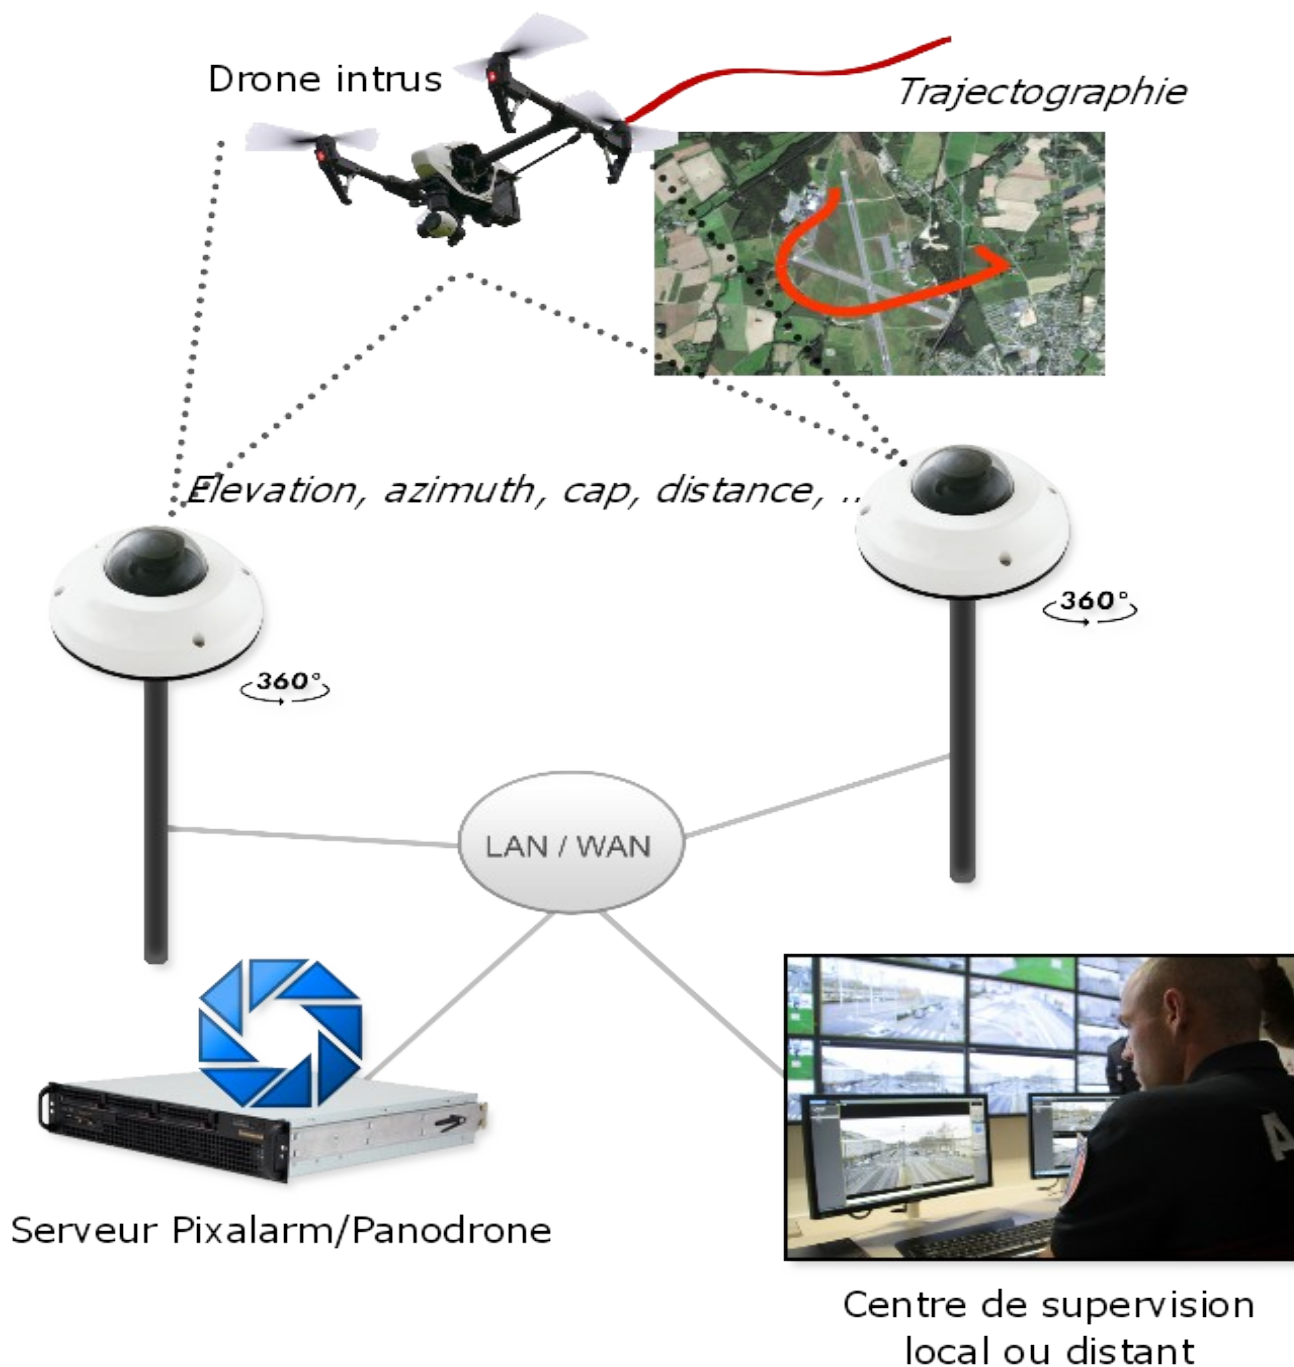 Drone intrus
Trajectographie
Elevation, azimuth, cap, distance, ..
360°
360°
LAN / WAN
Serveur Pixalarm/Panodrone
A
Centre de supervision
local ou distant